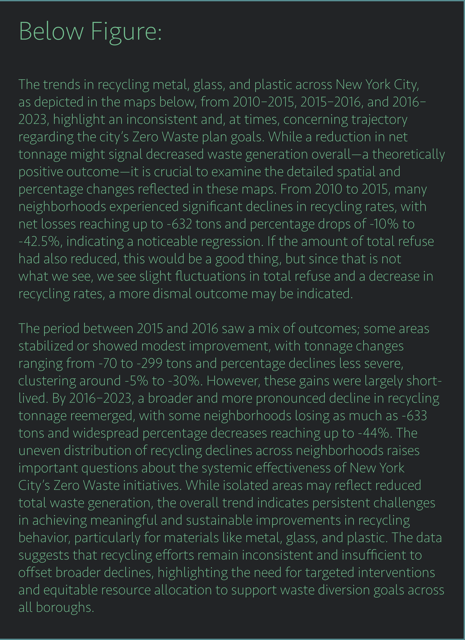 Below Figure:
The trends in recycling metal, glass, and plastic across New York City,
as depicted in the maps below, from 2010–2015, 2015–2016, and 2016–
2023, highlight an inconsistent and, at times, concerning trajectory
regarding the city's Zero Waste plan goals. While a reduction in net
tonnage might signal decreased waste generation overall—a theoretically
positive outcome—it is crucial to examine the detailed spatial and
percentage changes reflected in these maps. From 2010 to 2015, many
neighborhoods experienced significant declines in recycling rates, with
net losses reaching up to -632 tons and percentage drops of -10% to
-42.5%, indicating a noticeable regression. If the amount of total refuse
had also reduced, this would be a good thing, but since that is not
what we see, we see slight fluctuations in total refuse and a decrease in
recycling rates, a more dismal outcome may be indicated.
The period between 2015 and 2016 saw a mix of outcomes; some areas
stabilized or showed modest improvement, with tonnage changes
ranging from -70 to -299 tons and percentage declines less severe,
clustering around -5% to -30%. However, these gains were largely short-
lived. By 2016–2023, a broader and more pronounced decline in recycling
tonnage reemerged, with some neighborhoods losing as much as -633
tons and widespread percentage decreases reaching up to -44%. The
uneven distribution of recycling declines across neighborhoods raises
important questions about the systemic effectiveness of New York
City's Zero Waste initiatives. While isolated areas may reflect reduced
total waste generation, the overall trend indicates persistent challenges
in achieving meaningful and sustainable improvements in recycling
behavior, particularly for materials like metal, glass, and plastic. The data
suggests that recycling efforts remain inconsistent and insufficient to
offset broader declines, highlighting the need for targeted interventions
and equitable resource allocation to support waste diversion goals across
all boroughs.